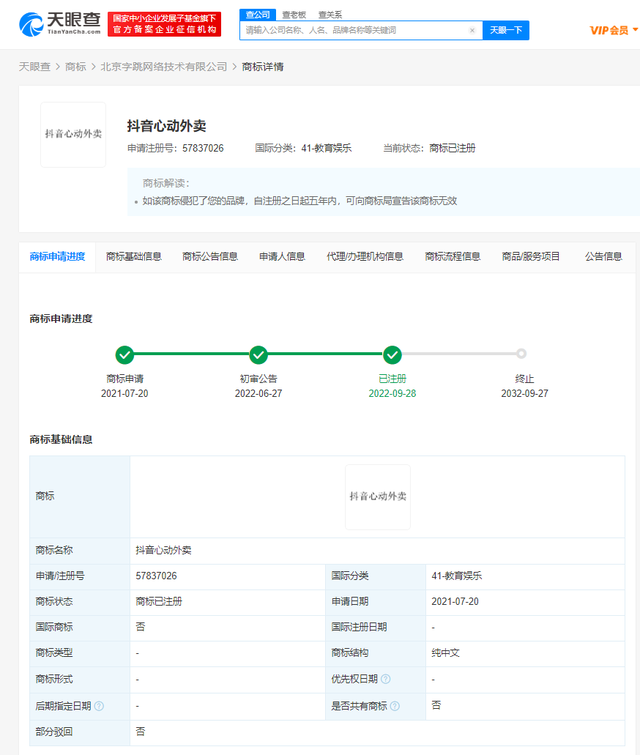 天眼查
TianYanCha.com
国家中小企业发展子基金旗下
官方备案企业征信机构
查公司 查老板 查关系
请输入公司名称、人名、品牌名称等关键词 × 天眼一下
VIP会员
天眼查 > 商标 > 北京字跳网络技术有限公司 > 商标详情
抖音心动外卖
抖音心动外卖
申请注册号：57837026 国际分类：41-教育娱乐 当前状态：商标已注册
商标解读：
• 如该商标侵犯了您的品牌，自注册之日起五年内，可向商标局宣告该商标无效
商标申请进度 商标基础信息 商标公告信息 申请人信息 代理/办理机构信息 商标流程信息 商品/服务项目 公告信息
商标申请进度
商标申请 初审公告 已注册 终止
2021-07-20 2022-06-27 2022-09-28 2032-09-27
商标基础信息
商标 抖音心动外卖
商标名称 抖音心动外卖
申请/注册号 57837026 国际分类 41-教育娱乐
商标状态 商标已注册 申请日期 2021-07-20
国际商标 否 国际注册日期 -
商标类型 - 商标结构 纯中文
商标形式 - 优先权日期 ? -
后期指定日期 ? - 是否共有商标 ? 否
部分驳回 否